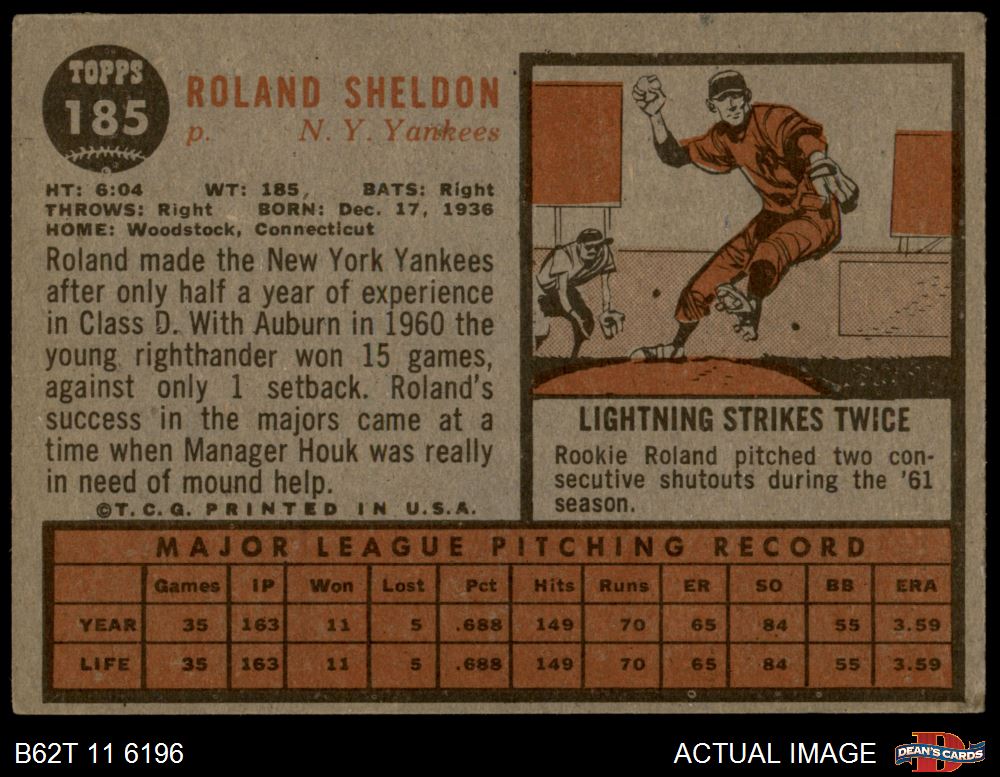 TOPPS
185
ROLAND SHELDON
p. N. Y. Yankees
HT: 6:04 WT: 185, BATS: Right
THROWS: Right BORN: Dec. 17, 1936
HOME: Woodstock, Connecticut
Roland made the New York Yankees
after only half a year of experience
in Class D. With Auburn in 1960 the
young righthander won 15 games,
against only 1 setback. Roland's
success in the majors came at a
time when Manager Houk was really
in need of mound help.
©T.C.G. PRINTED IN U.S.A.
LIGHTNING STRIKES TWICE
Rookie Roland pitched two con-
secutive shutouts during the '61
season.
MAJOR LEAGUE PITCHING RECORD
Games IP Won Lost Pct Hits Runs ER SO BB ERA
YEAR 35 163 11 5 .688 149 70 65 84 55 3.59
LIFE 35 163 11 5 .688 149 70 65 84 55 3.59
B62T 11 6196
ACTUAL IMAGE
D
DEAN'S CARDS